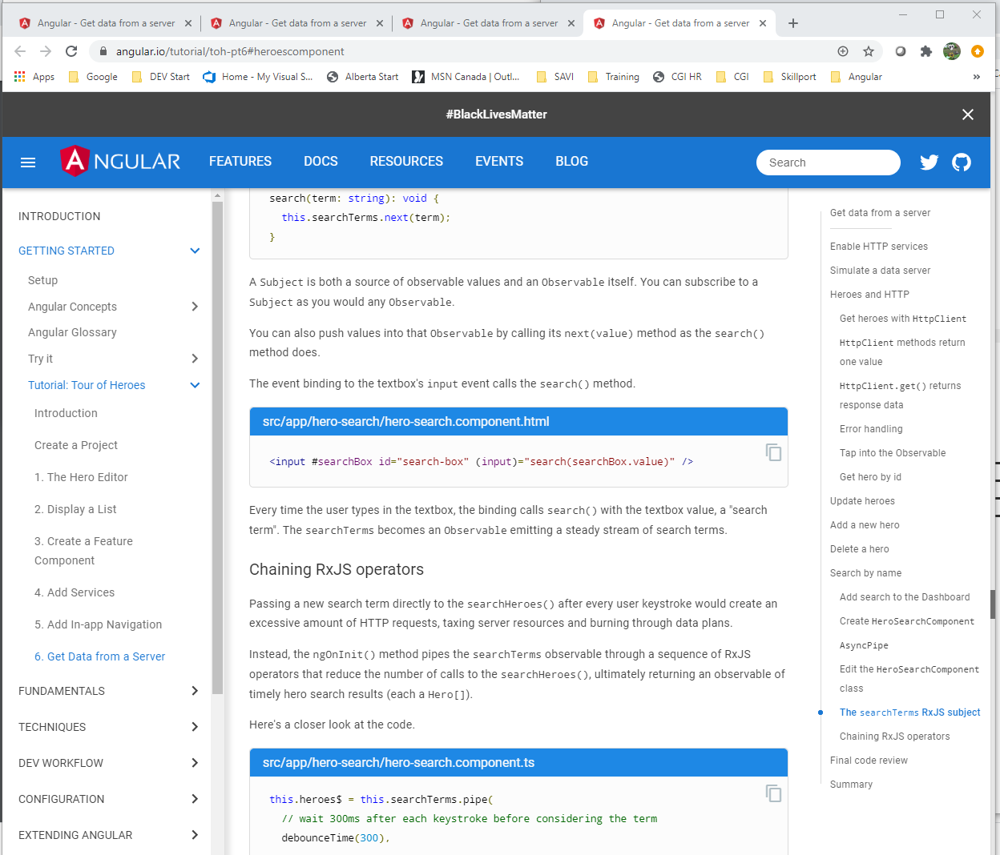 Angular - Get data from a server
Angular - Get data from a server
Angular - Get data from a server
Angular - Get data from a server
angular.io/tutorial/toh-pt6#heroescomponent
Apps Google DEV Start Home - My Visual S... Alberta Start MSN Canada | Outl... SAVI Training CGI HR CGI Skillport Angular »
#BlackLivesMatter
ANGULAR FEATURES DOCS RESOURCES EVENTS BLOG Search
INTRODUCTION
GETTING STARTED
Setup
Angular Concepts
Angular Glossary
Try it
Tutorial: Tour of Heroes
Introduction
Create a Project
1. The Hero Editor
2. Display a List
3. Create a Feature
Component
4. Add Services
5. Add In-app Navigation
6. Get Data from a Server
FUNDAMENTALS
TECHNIQUES
DEV WORKFLOW
CONFIGURATION
EXTENDING ANGULAR
search(term: string): void {
this.searchTerms.next(term);
}
A Subject is both a source of observable values and an Observable itself. You can subscribe to a
Subject as you would any Observable.
You can also push values into that Observable by calling its next(value) method as the search()
method does.
The event binding to the textbox's input event calls the search() method.
src/app/hero-search/hero-search.component.html
<input #searchBox id="search-box" (input)="search(searchBox.value)" />
Every time the user types in the textbox, the binding calls search() with the textbox value, a "search
term". The searchTerms becomes an Observable emitting a steady stream of search terms.
Chaining RxJS operators
Passing a new search term directly to the searchHeroes() after every user keystroke would create an
excessive amount of HTTP requests, taxing server resources and burning through data plans.
Instead, the ngOnInit() method pipes the searchTerms observable through a sequence of RxJS
operators that reduce the number of calls to the searchHeroes(), ultimately returning an observable of
timely hero search results (each a Hero[]).
Here's a closer look at the code.
src/app/hero-search/hero-search.component.ts
this.heroes$ = this.searchTerms.pipe(
// wait 300ms after each keystroke before considering the term
debounceTime(300),
Get data from a server
Enable HTTP services
Simulate a data server
Heroes and HTTP
Get heroes with HttpClient
HttpClient methods return
one value
HttpClient.get() returns
response data
Error handling
Tap into the Observable
Get hero by id
Update heroes
Add a new hero
Delete a hero
Search by name
Add search to the Dashboard
Create HeroSearchComponent
AsyncPipe
Edit the HeroSearchComponent
class
The searchTerms RxJS subject
Chaining RxJS operators
Final code review
Summary